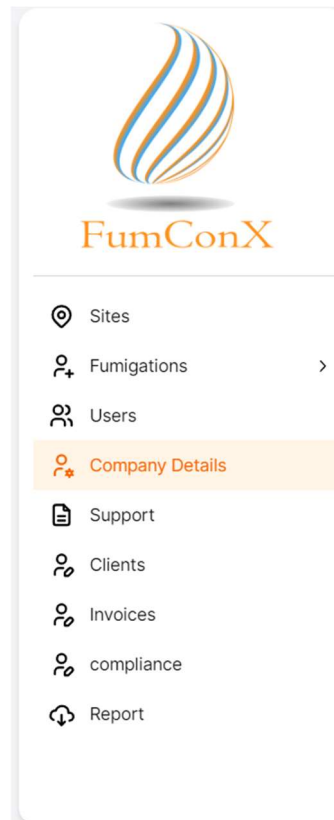 FumConX
Sites
Fumigations
Users
Company Details
Support
Clients
Invoices
compliance
Report